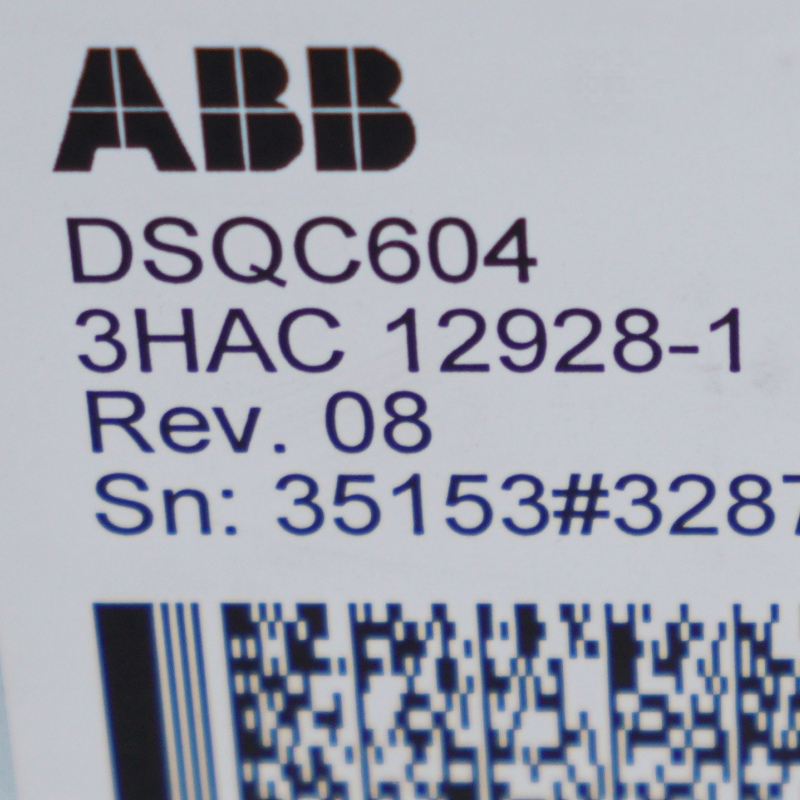 ABB
DSQC604
3HAC 12928-1
Rev. 08
Sn: 35153#3287